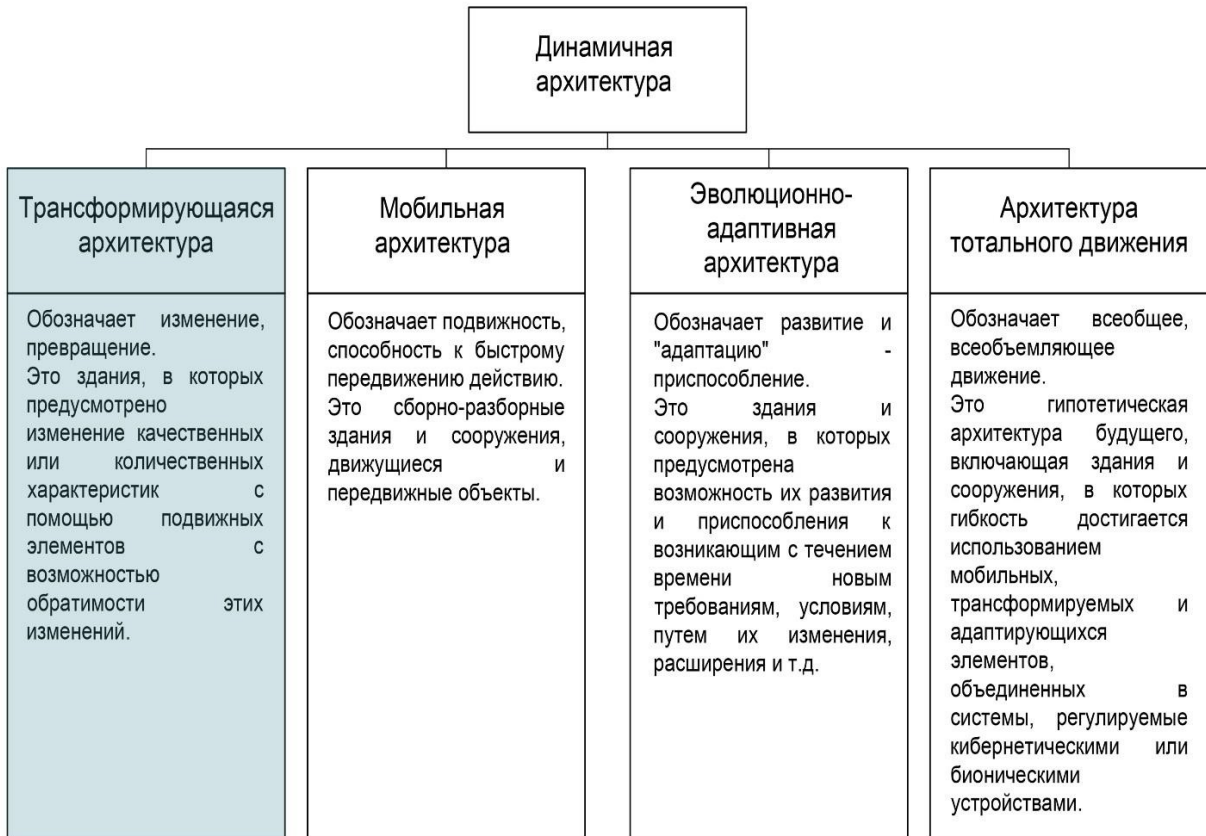 Динамичная
архитектура
Трансформирующаяся
архитектура
Обозначает изменение,
превращение.
Это здания, в которых
предусмотрено
изменение качественных
или количественных
характеристик с
помощью подвижных
элементов с
возможностью
обратимости этих
изменений.
Мобильная
архитектура
Обозначает подвижность,
способность к быстрому
передвижению действию.
Это сборно-разборные
здания и сооружения,
движущиеся и
передвижные объекты.
Эволюционно-
адаптивная
архитектура
Обозначает развитие и
"адаптацию" -
приспособление.
Это здания и
сооружения, в которых
предусмотрена
возможность их развития
и приспособления к
возникающим с течением
времени новым
требованиям, условиям,
путем их изменения,
расширения и т.д.
Архитектура
тотального движения
Обозначает всеобщее,
всеобъемляющее
движение.
Это гипотетическая
архитектура будущего,
включающая здания и
сооружения, в которых
гибкость достигается
использованием
мобильных,
трансформируемых и
адаптирующихся
элементов,
объединенных в
системы, регулируемые
кибернетическими или
бионическими
устройствами.